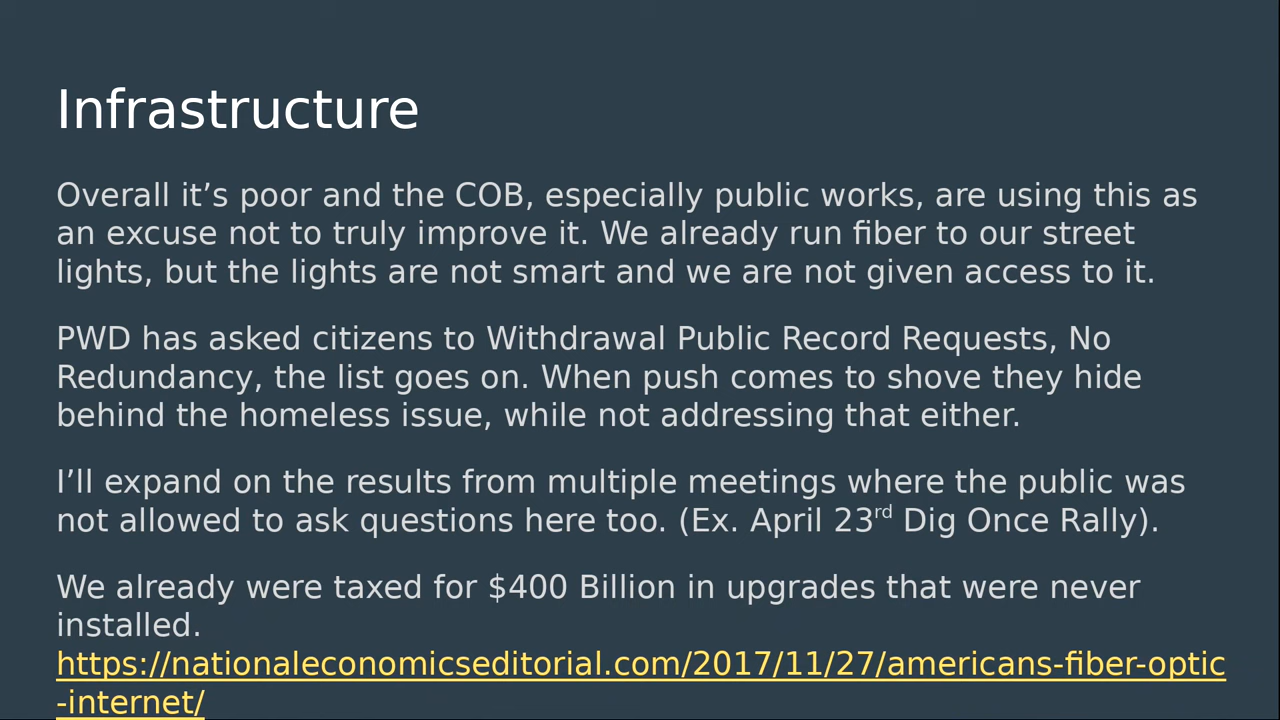 Infrastructure
Overall it’s poor and the COB, especially public works, are using this as
an excuse not to truly improve it. We already run fiber to our street
lights, but the lights are not smart and we are not given access to it.
PWD has asked citizens to Withdrawal Public Record Requests, No
Redundancy, the list goes on. When push comes to shove they hide
behind the homeless issue, while not addressing that either.
I’ll expand on the results from multiple meetings where the public was
not allowed to ask questions here too. (Ex. April 23rd Dig Once Rally).
We already were taxed for $400 Billion in upgrades that were never
installed.
https://nationaleconomicseditorial.com/2017/11/27/americans-fiber-optic
-internet/